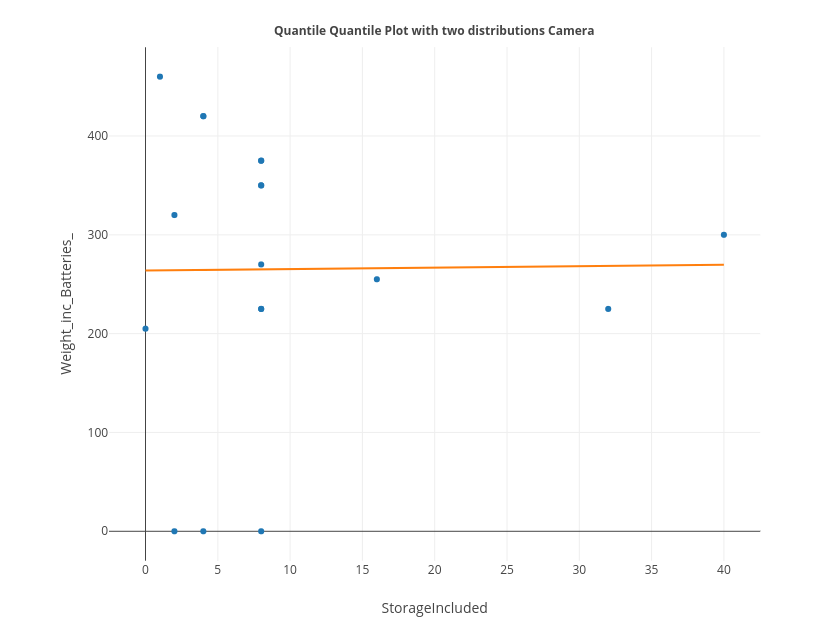 Quantile Quantile Plot with two distributions Camera
400
300
200
100
0
Weight_inc_Batteries_
0 5 10 15 20 25 30 35 40
StorageIncluded